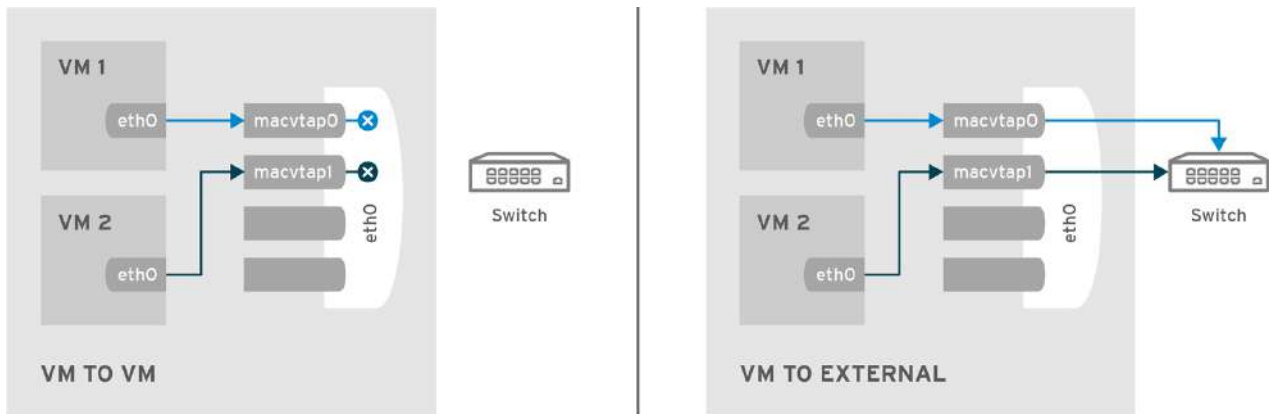 VM 1
eth0
macvtap0
macvtap1
VM 2
eth0
eth0
Switch
VM TO VM
VM 1
eth0
macvtap0
macvtap1
VM 2
eth0
eth0
Switch
VM TO EXTERNAL